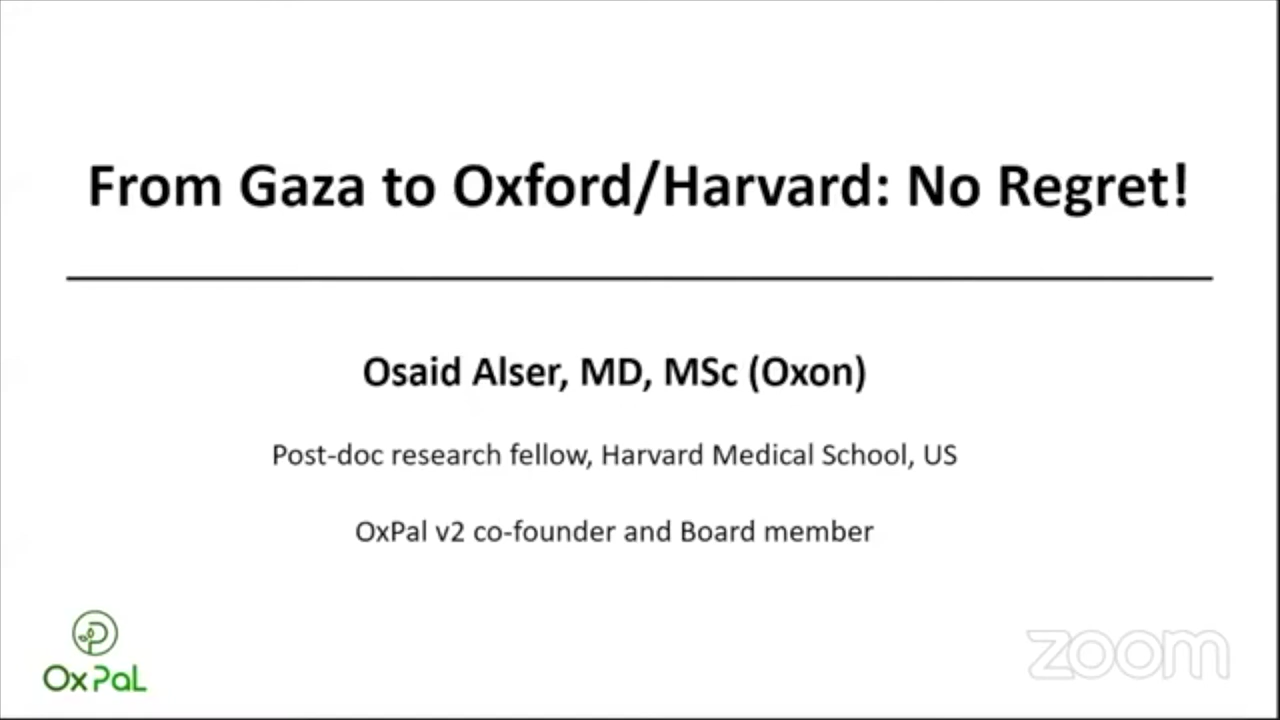 From Gaza to Oxford/Harvard: No Regret!
Osaid Alser, MD, MSc (Oxon)
Post-doc research fellow, Harvard Medical School, US
OxPal v2 co-founder and Board member
OxPaL
zoom